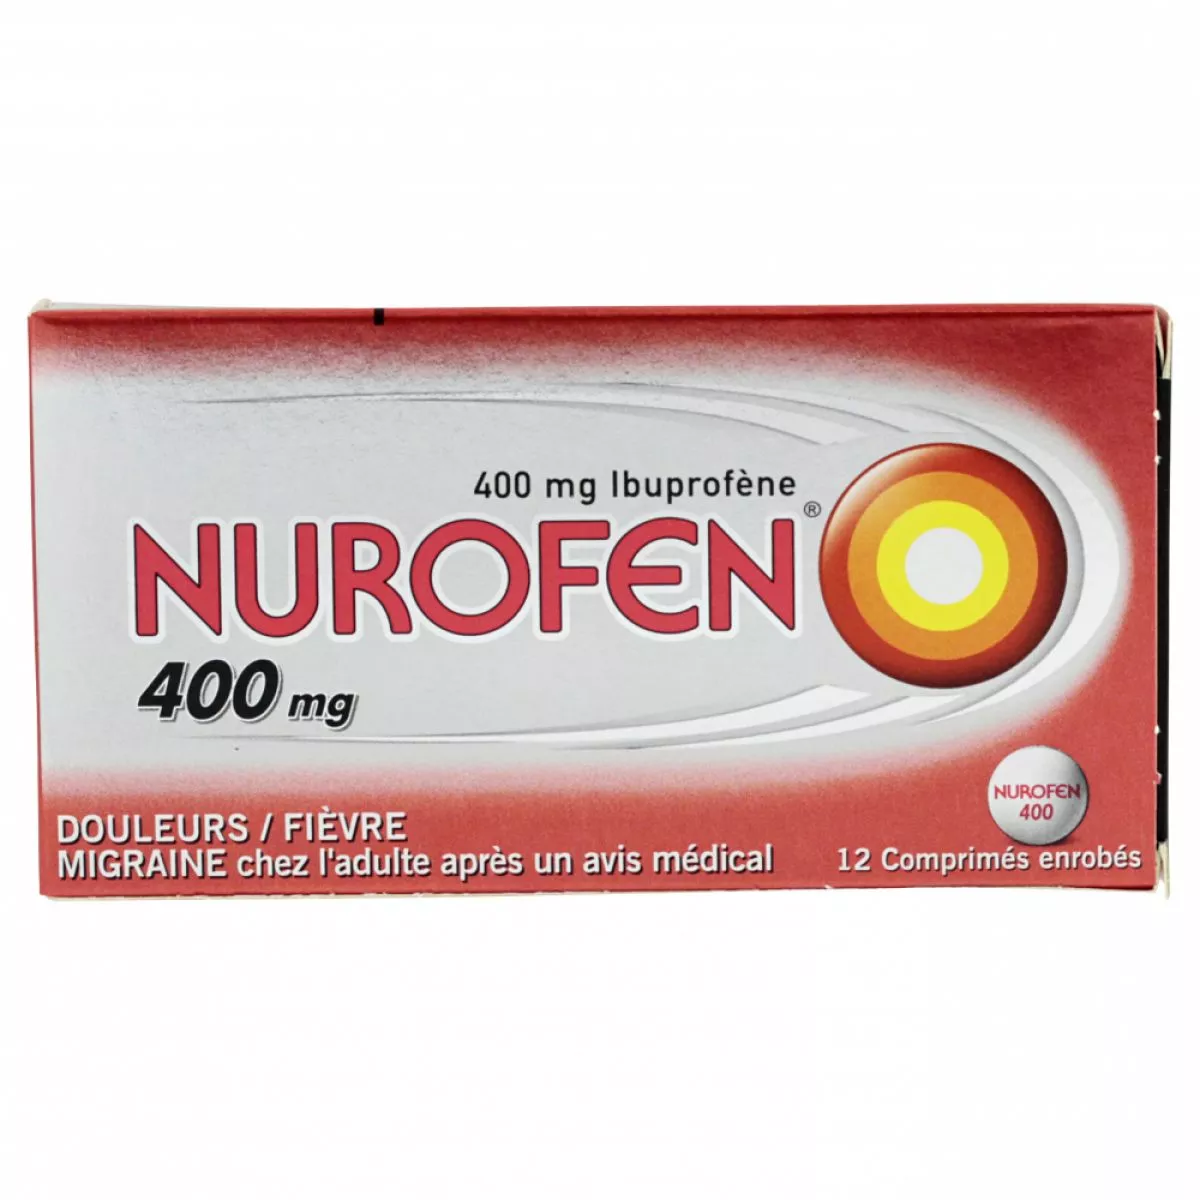 400 mg Ibuprofène
NUROFEN®
400 mg
NUROFEN
400
DOULEURS / FIÈVRE
MIGRAINE chez l'adulte après un avis médical
12 Comprimés enrobés